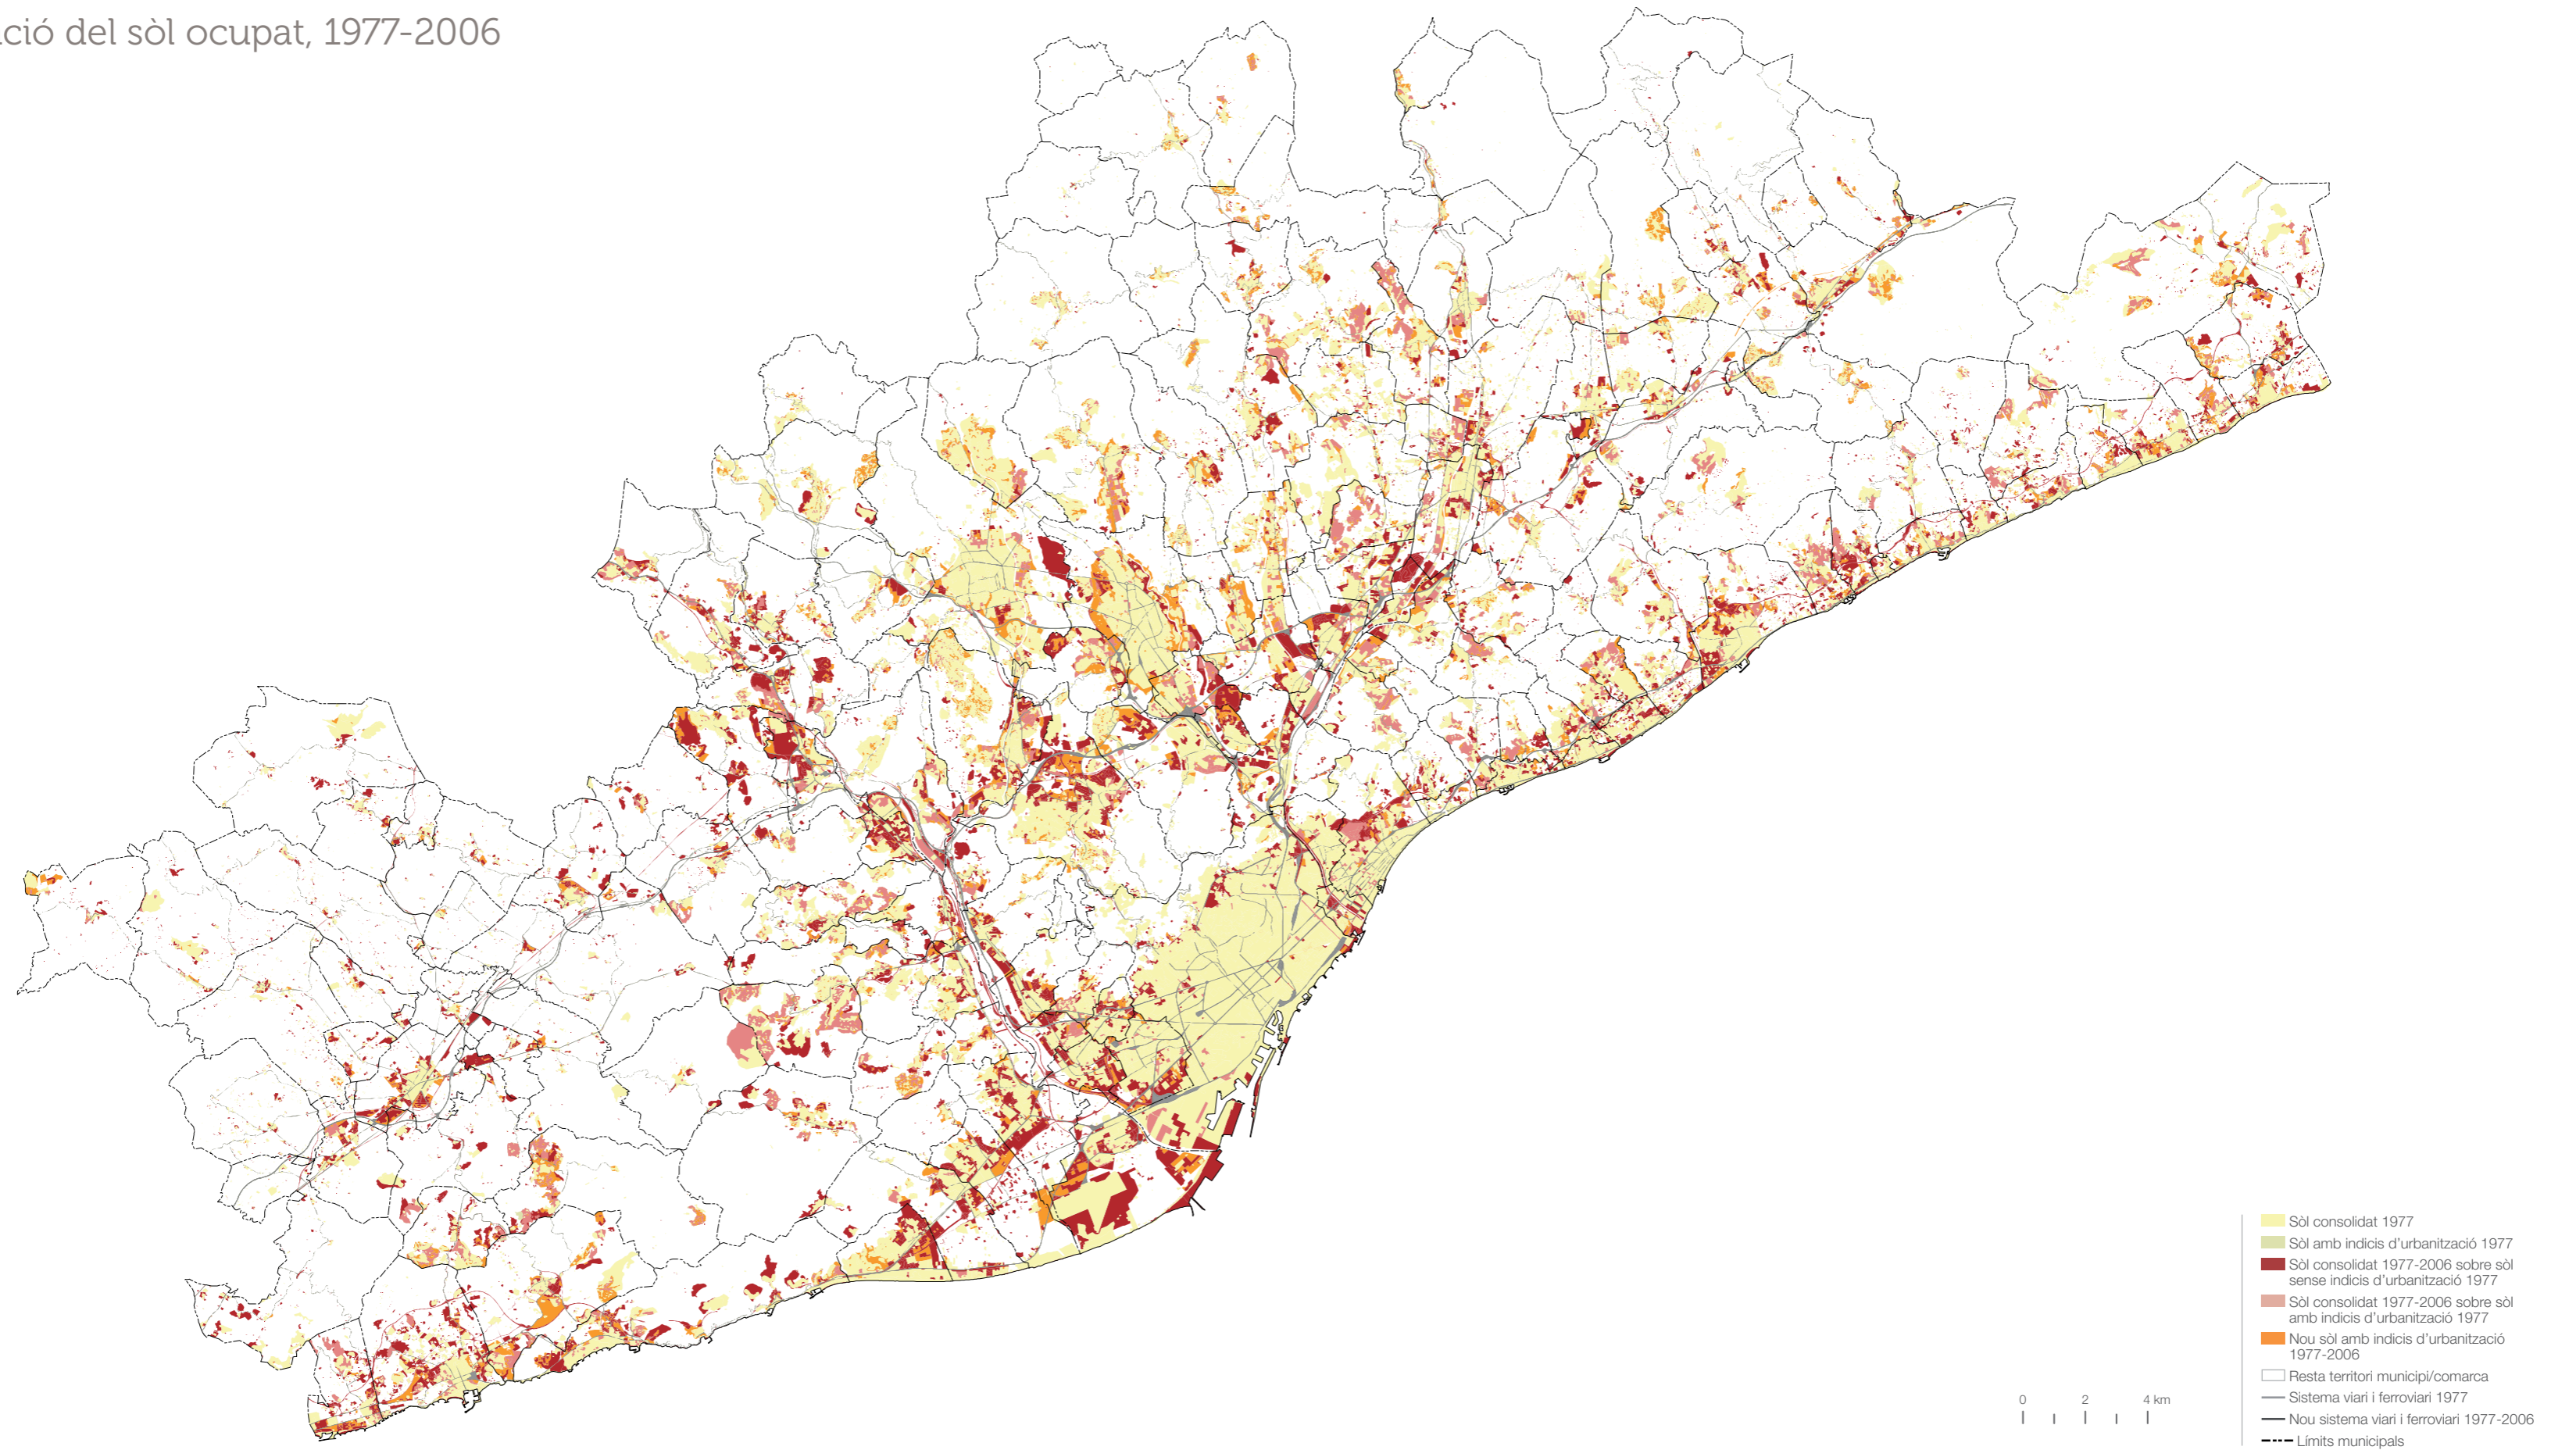 ció del sòl ocupat, 1977-2006
Sòl consolidat 1977
Sòl amb indicis d'urbanització 1977
Sòl consolidat 1977-2006 sobre sòl
sense indicis d'urbanització 1977
Sòl consolidat 1977-2006 sobre sòl
amb indicis d'urbanització 1977
Nou sòl amb indicis d'urbanització
1977-2006
Resta territori municipi/comarca
Sistema viari i ferroviari 1977
Nou sistema viari i ferroviari 1977-2006
Límits municipals
0 2 4 km